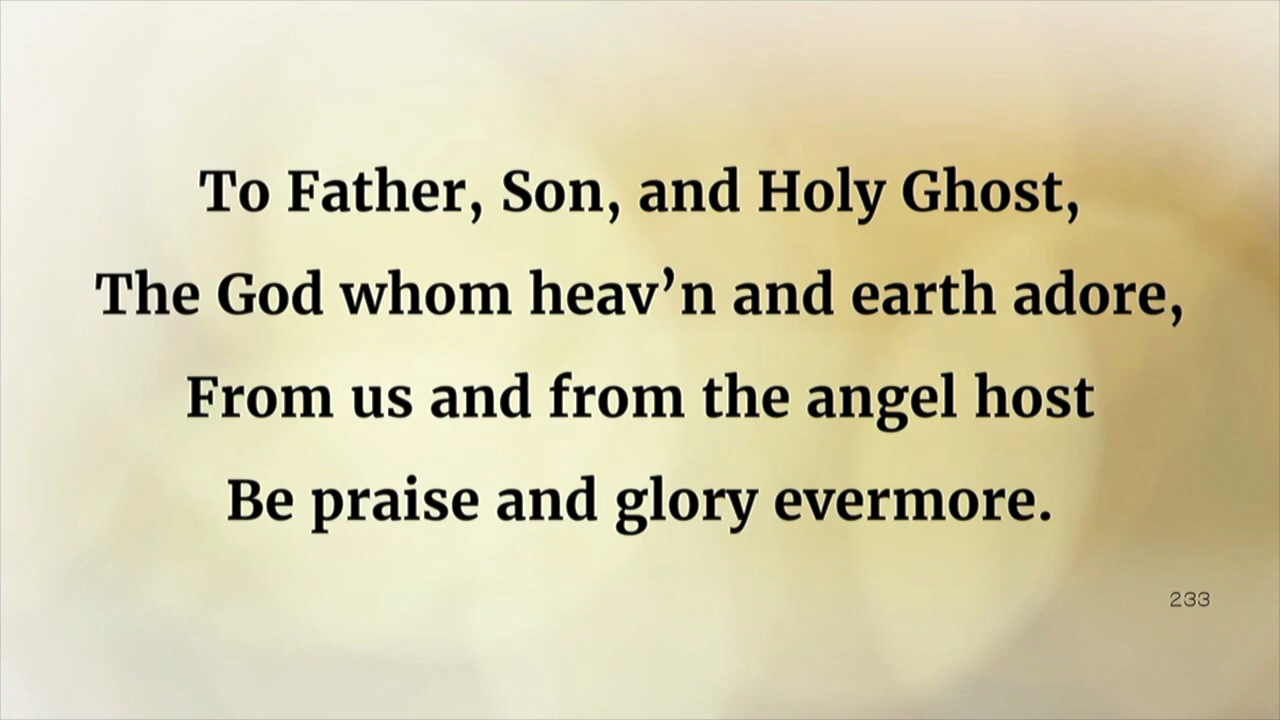 To Father, Son, and Holy Ghost,
The God whom heav’n and earth adore,
From us and from the angel host
Be praise and glory evermore.
233